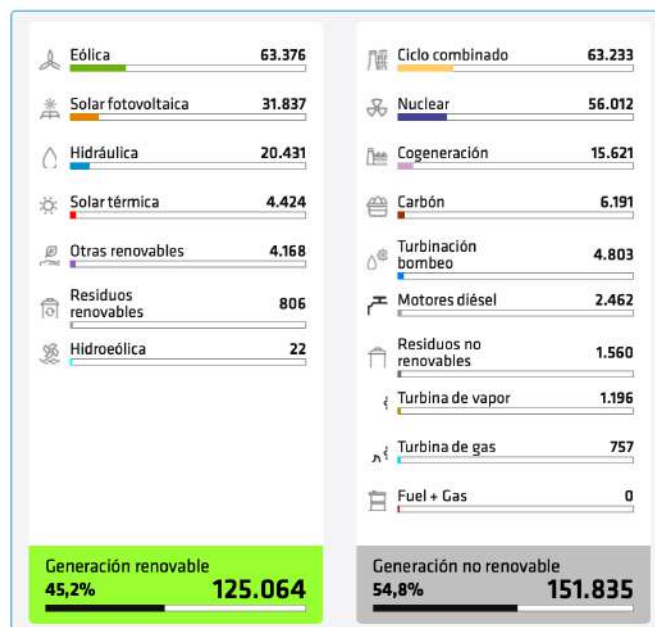 Eólica 63.376
Solar fotovoltaica 31.837
Hidráulica 20.431
Solar térmica 4.424
Otras renovables 4.168
Residuos
renovables 806
Hidroeólica 22
Generación renovable
45,2% 125.064
Ciclo combinado 63.233
Nuclear 56.012
Cogeneración 15.621
Carbón 6.191
Turbinación
bombeo 4.803
Motores diésel 2.462
Residuos no
renovables 1.560
Turbina de vapor 1.196
Turbina de gas 757
Fuel + Gas 0
Generación no renovable
54,8% 151.835